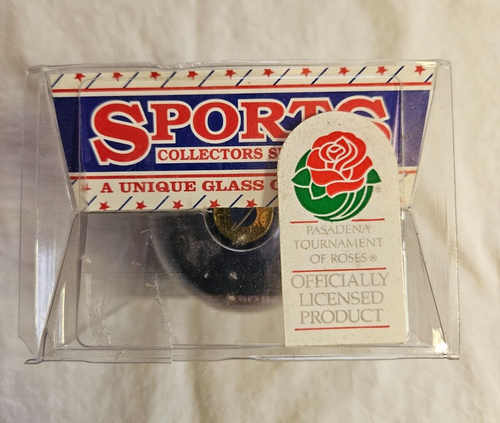 SPORTS
COLLECTORS S
A UNIQUE GLASS
PASADENA
TOURNAMENT
OF ROSES®
OFFICIALLY
LICENSED
PRODUCT